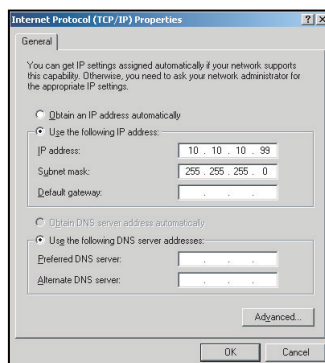 Internet Protocol (TCP/IP) Properties
General
You can get IP settings assigned automatically if your network supports
this capability. Otherwise, you need to ask your network administrator for
the appropriate IP settings.
Obtain an IP address automatically
Use the following IP address:
IP address: 10 . 10 . 10 . 99
Subnet mask: 255 . 255 . 255 . 0
Default gateway: . . .
Obtain DNS server address automatically
Use the following DNS server addresses:
Preferred DNS server: . . .
Alternate DNS server: . . .
Advanced...
OK Cancel